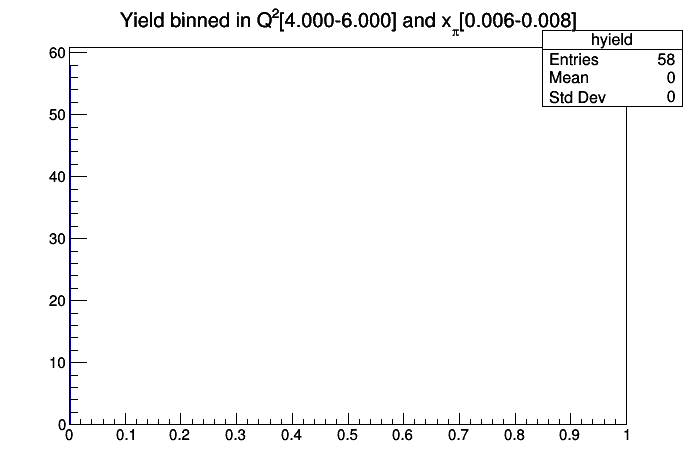 Yield binned in Q²[4.000-6.000] and xπ[0.006-0.008]
hyield
Entries 58
Mean 0
Std Dev 0
60
50
40
30
20
10
0
0 0.1 0.2 0.3 0.4 0.5 0.6 0.7 0.8 0.9 1